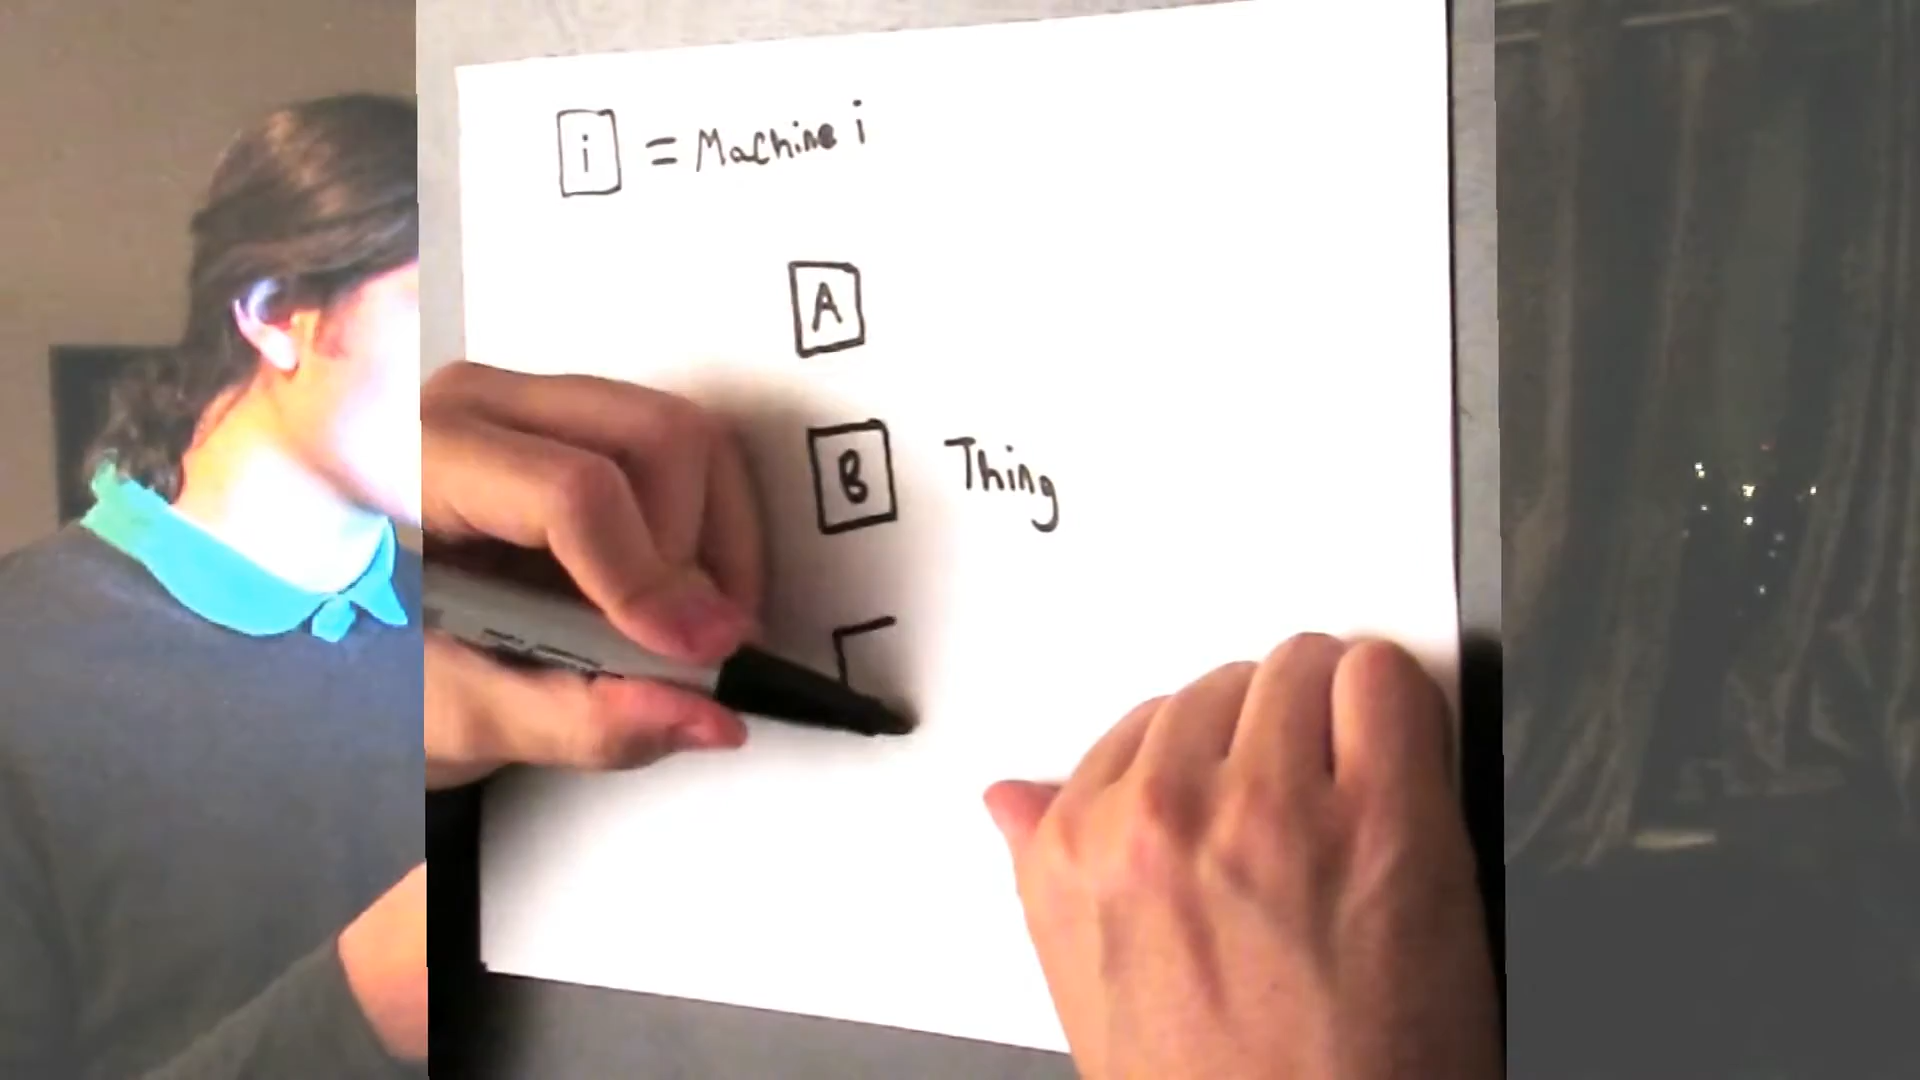 i = Machine i
A
B Thing